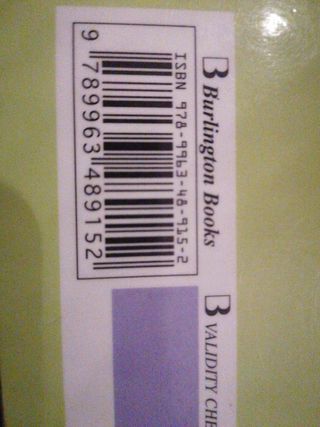 B Burlington Books
ISBN 978-9963-48-915-2
9 789963 489152
B VALIDITY CHE